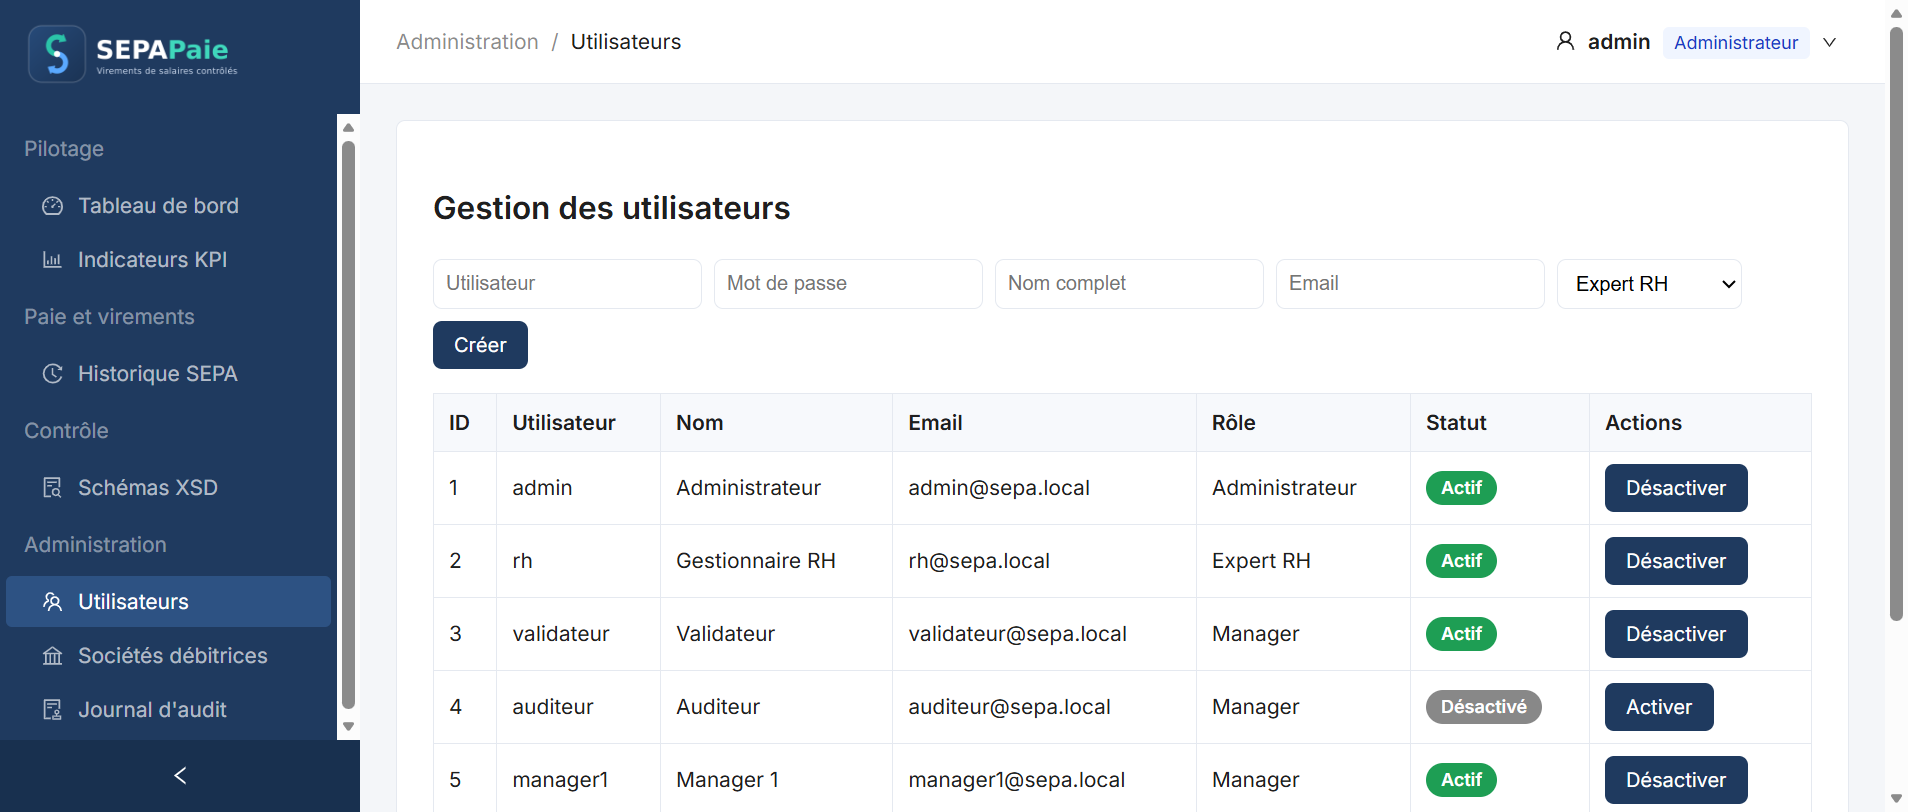 SEPAPaie
Virements de salaires contrôlés
Pilotage
Tableau de bord
Indicateurs KPI
Paie et virements
Historique SEPA
Contrôle
Schémas XSD
Administration
Utilisateurs
Sociétés débitrices
Journal d'audit
Administration / Utilisateurs
admin Administrateur
Gestion des utilisateurs
Utilisateur Mot de passe Nom complet Email Expert RH
Créer
ID Utilisateur Nom Email Rôle Statut Actions
1 admin Administrateur admin@sepa.local Administrateur Actif Désactiver
2 rh Gestionnaire RH rh@sepa.local Expert RH Actif Désactiver
3 validateur Validateur validateur@sepa.local Manager Actif Désactiver
4 auditeur Auditeur auditeur@sepa.local Manager Désactivé Activer
5 manager1 Manager 1 manager1@sepa.local Manager Actif Désactiver